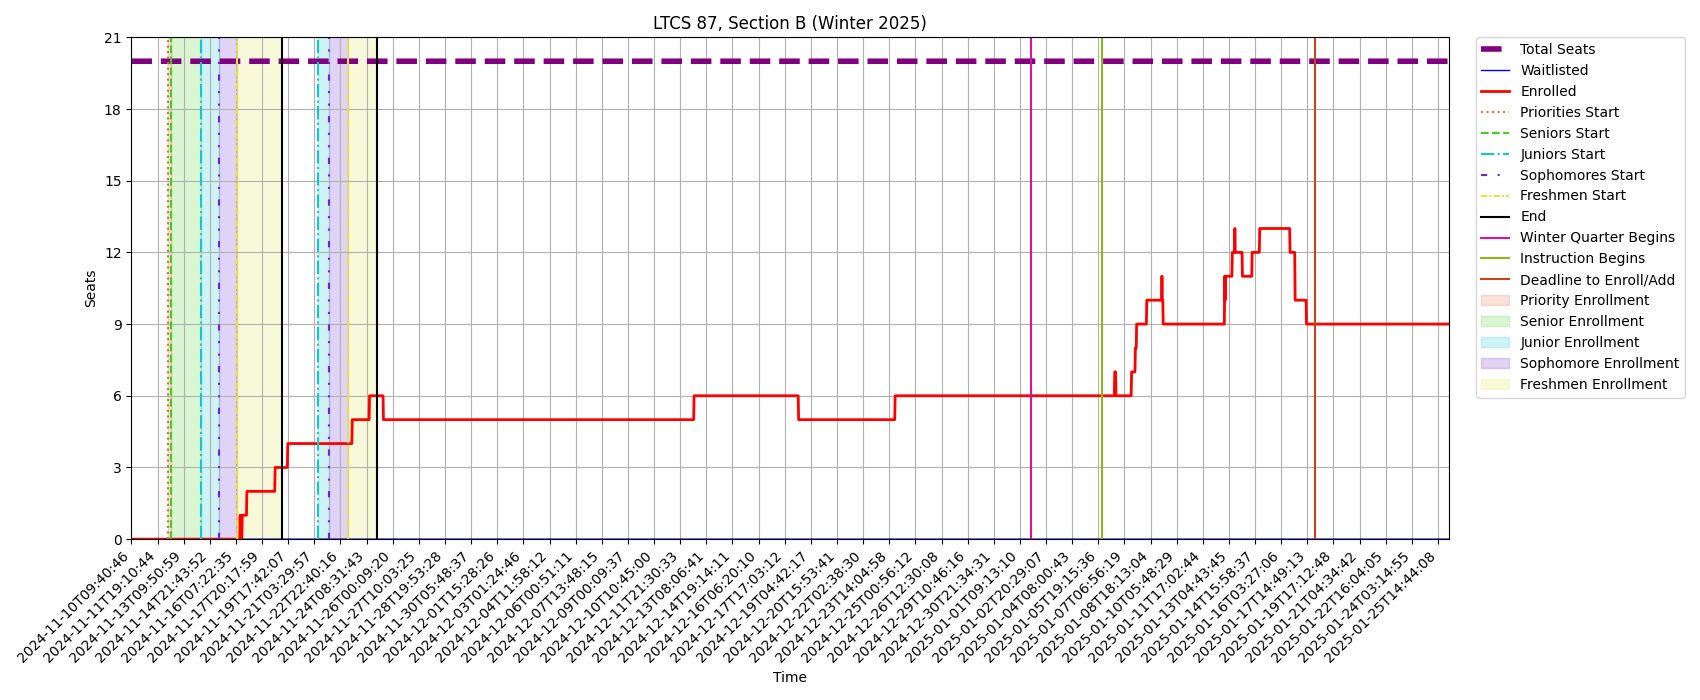 LTCS 87, Section B (Winter 2025)
21
18
15
12
9
6
3
0
Seats
2024-11-10T09:40:46
2024-11-11T19:10:44
2024-11-13T09:50:59
2024-11-14T21:43:52
2024-11-16T07:22:35
2024-11-17T20:17:59
2024-11-19T17:42:07
2024-11-21T03:29:57
2024-11-22T22:40:16
2024-11-24T08:31:43
2024-11-26T00:09:20
2024-11-27T10:03:25
2024-11-28T19:53:28
2024-11-30T05:48:37
2024-12-01T15:28:26
2024-12-03T01:24:46
2024-12-04T11:58:12
2024-12-06T00:51:11
2024-12-07T13:48:15
2024-12-09T00:09:37
2024-12-10T10:45:00
2024-12-11T21:30:33
2024-12-13T08:06:41
2024-12-14T19:14:11
2024-12-16T06:20:10
2024-12-17T17:03:12
2024-12-19T04:42:17
2024-12-20T15:53:41
2024-12-22T02:38:30
2024-12-23T14:04:58
2024-12-25T00:56:12
2024-12-26T12:30:08
2024-12-29T10:46:16
2024-12-30T21:34:31
2025-01-01T09:13:10
2025-01-02T20:29:07
2025-01-04T08:00:43
2025-01-05T19:15:36
2025-01-07T06:56:19
2025-01-08T18:13:04
2025-01-10T05:48:29
2025-01-11T17:02:44
2025-01-13T04:43:45
2025-01-14T15:58:37
2025-01-16T03:27:06
2025-01-17T14:49:13
2025-01-19T17:12:48
2025-01-21T04:34:42
2025-01-22T16:04:05
2025-01-24T03:14:55
2025-01-25T14:44:08
Time
Total Seats
Waitlisted
Enrolled
Priorities Start
Seniors Start
Juniors Start
Sophomores Start
Freshmen Start
End
Winter Quarter Begins
Instruction Begins
Deadline to Enroll/Add
Priority Enrollment
Senior Enrollment
Junior Enrollment
Sophomore Enrollment
Freshmen Enrollment